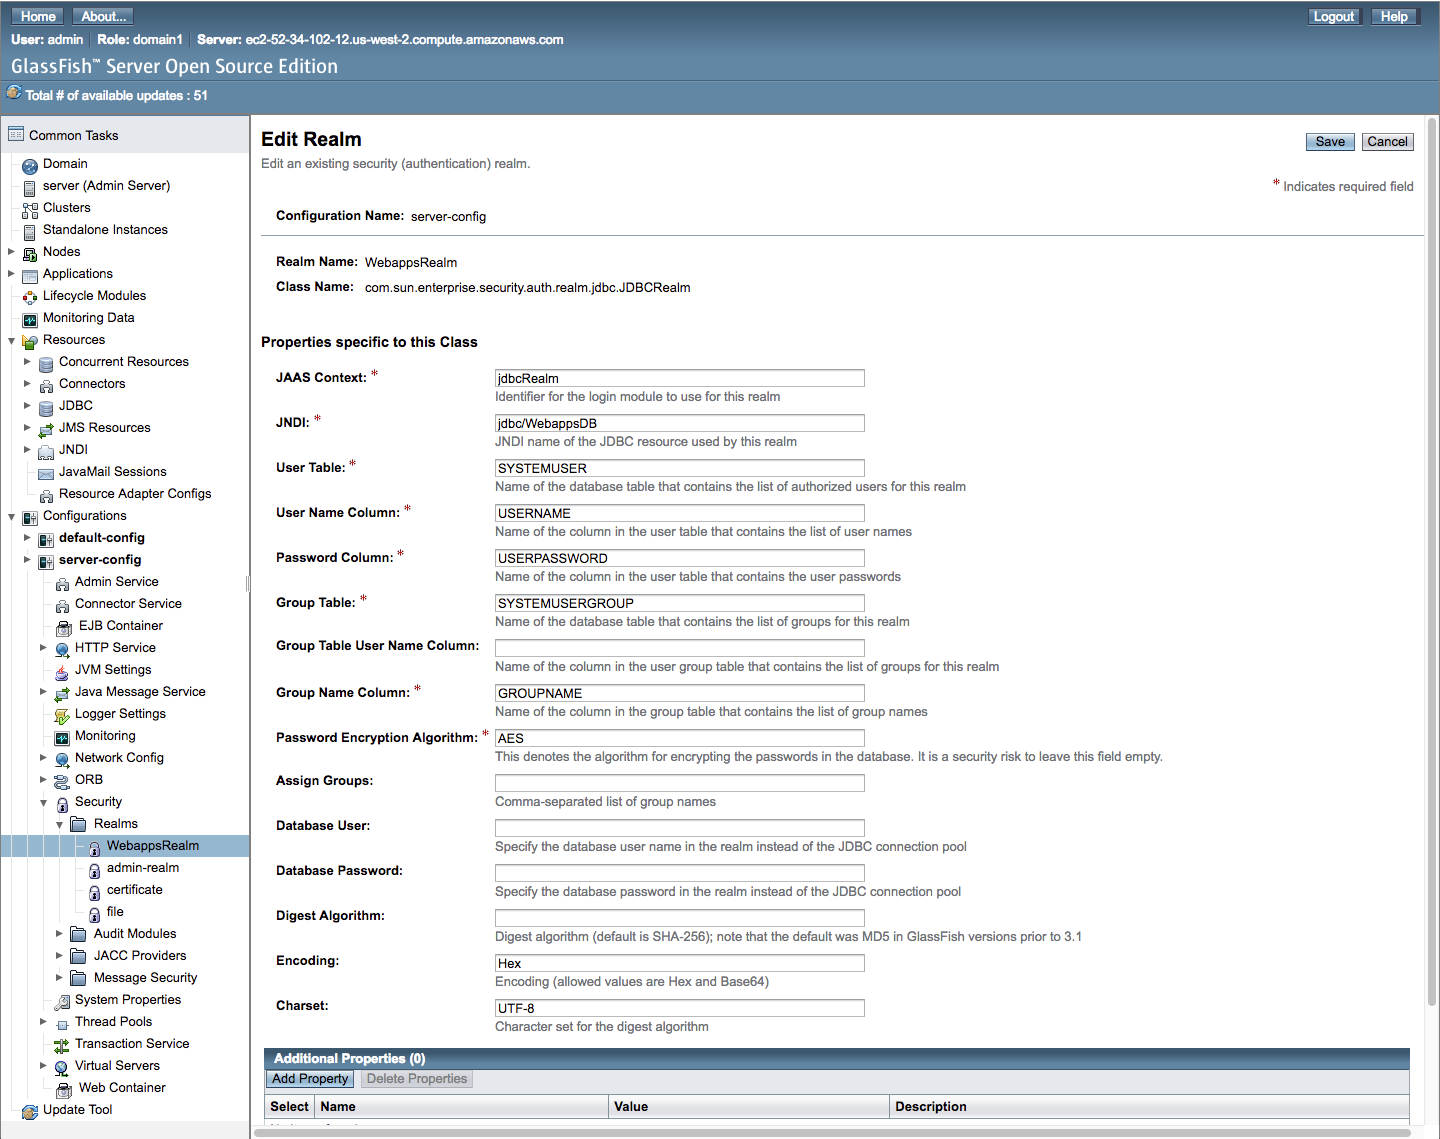 Home About... Logout Help
User: admin Role: domain1 Server: ec2-52-34-102-12.us-west-2.compute.amazonaws.com
GlassFish™ Server Open Source Edition
Total # of available updates : 51
Common Tasks
Domain
server (Admin Server)
Clusters
Standalone Instances
Nodes
Applications
Lifecycle Modules
Monitoring Data
Resources
Concurrent Resources
Connectors
JDBC
JMS Resources
JNDI
JavaMail Sessions
Resource Adapter Configs
Configurations
default-config
server-config
Admin Service
Connector Service
EJB Container
HTTP Service
JVM Settings
Java Message Service
Logger Settings
Monitoring
Network Config
ORB
Security
Realms
WebappsRealm
admin-realm
certificate
file
Audit Modules
JACC Providers
Message Security
System Properties
Thread Pools
Transaction Service
Virtual Servers
Web Container
Update Tool
Edit Realm
Save Cancel
Edit an existing security (authentication) realm.
* Indicates required field
Configuration Name: server-config
Realm Name: WebappsRealm
Class Name: com.sun.enterprise.security.auth.realm.jdbc.JDBCRealm
Properties specific to this Class
JAAS Context: * jdbcRealm
Identifier for the login module to use for this realm
JNDI: * jdbc/WebappsDB
JNDI name of the JDBC resource used by this realm
User Table: * SYSTEMUSER
Name of the database table that contains the list of authorized users for this realm
User Name Column: * USERNAME
Name of the column in the user table that contains the list of user names
Password Column: * USERPASSWORD
Name of the column in the user table that contains the user passwords
Group Table: * SYSTEMUSERGROUP
Name of the database table that contains the list of groups for this realm
Group Table User Name Column:
Name of the column in the user group table that contains the list of groups for this realm
Group Name Column: * GROUPNAME
Name of the column in the group table that contains the list of group names
Password Encryption Algorithm: * AES
This denotes the algorithm for encrypting the passwords in the database. It is a security risk to leave this field empty.
Assign Groups:
Comma-separated list of group names
Database User:
Specify the database user name in the realm instead of the JDBC connection pool
Database Password:
Specify the database password in the realm instead of the JDBC connection pool
Digest Algorithm:
Digest algorithm (default is SHA-256); note that the default was MD5 in GlassFish versions prior to 3.1
Encoding: Hex
Encoding (allowed values are Hex and Base64)
Charset: UTF-8
Character set for the digest algorithm
Additional Properties (0)
Add Property Delete Properties
Select Name Value Description